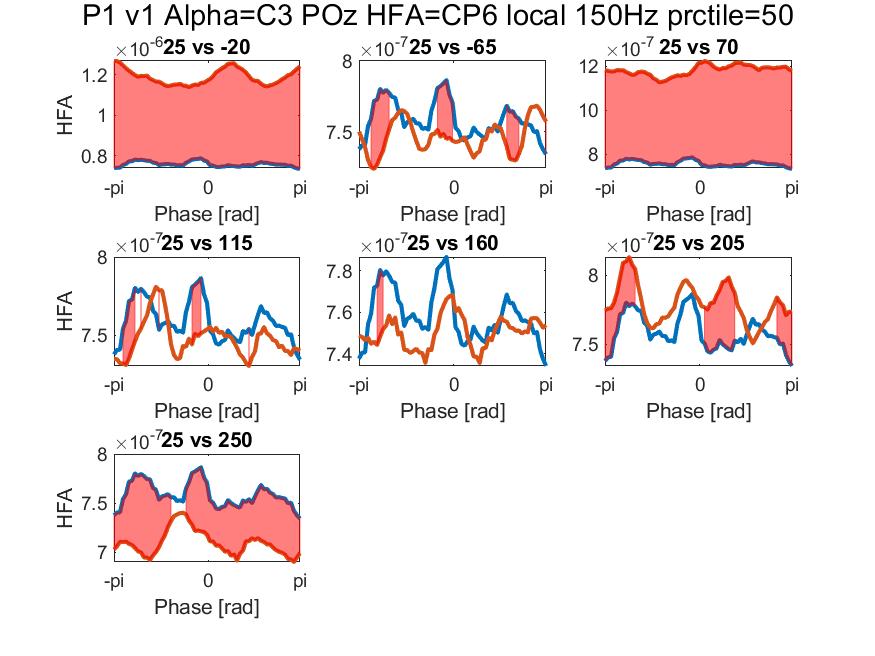 P1 v1 Alpha=C3 POz HFA=CP6 local 150Hz prctile=50
×10-6 25 vs -20
1.2
1
0.8
HFA
-pi 0 pi
Phase [rad]
×10-7 25 vs -65
8
7.5
-pi 0 pi
Phase [rad]
×10-7 25 vs 70
12
10
8
-pi 0 pi
Phase [rad]
×10-7 25 vs 115
8
7.5
HFA
-pi 0 pi
Phase [rad]
×10-7 25 vs 160
7.8
7.6
7.4
-pi 0 pi
Phase [rad]
×10-7 25 vs 205
8
7.5
-pi 0 pi
Phase [rad]
×10-7 25 vs 250
8
7.5
7
HFA
-pi 0 pi
Phase [rad]